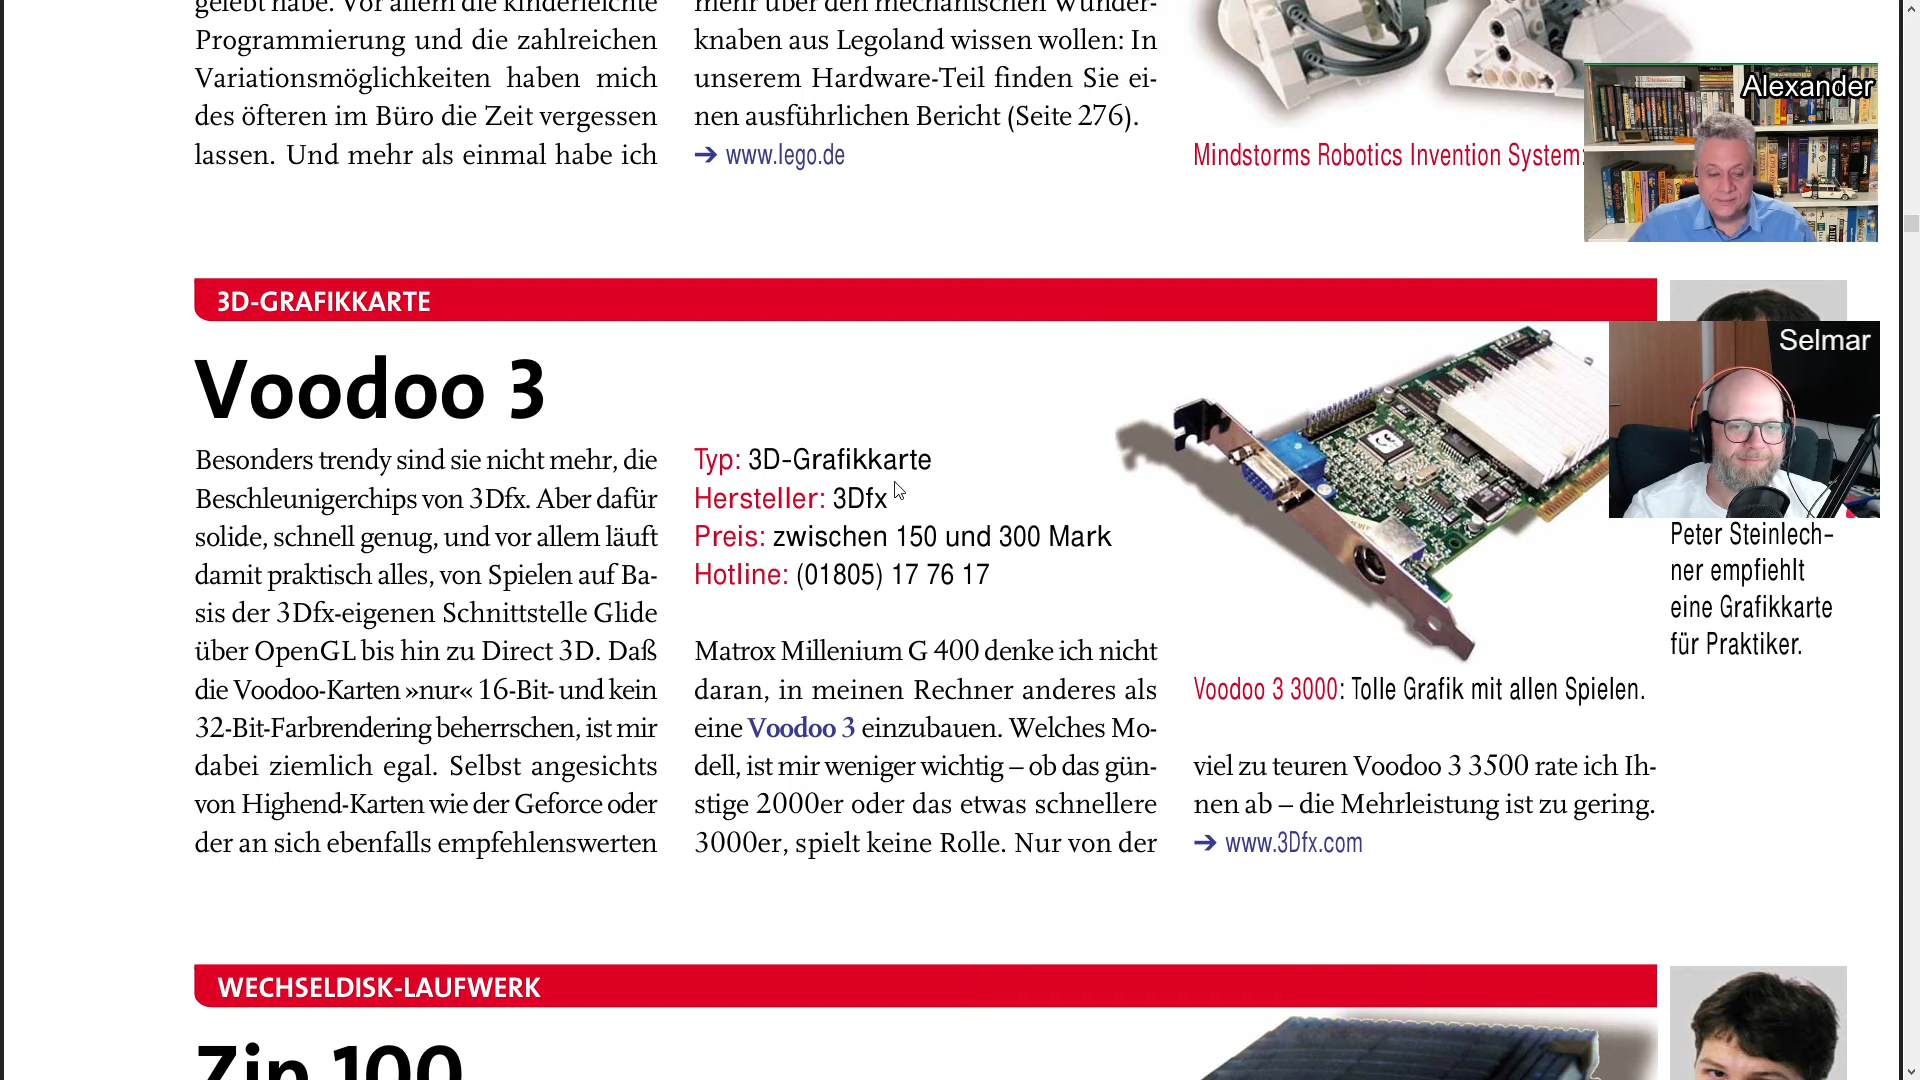 gelebt habe. Vor allem die kinderleichte
Programmierung und die zahlreichen
Variationsmöglichkeiten haben mich
des öfteren im Büro die Zeit vergessen
lassen. Und mehr als einmal habe ich
mehr über den mechanischen Wunder-
knaben aus Legoland wissen wollen: In
unserem Hardware-Teil finden Sie ei-
nen ausführlichen Bericht (Seite 276).
➔ www.lego.de
Mindstorms Robotics Invention System:
Alexander
3D-GRAFIKKARTE
Voodoo 3
Selmar
Besonders trendy sind sie nicht mehr, die
Beschleunigerchips von 3Dfx. Aber dafür
solide, schnell genug, und vor allem läuft
damit praktisch alles, von Spielen auf Ba-
sis der 3Dfx-eigenen Schnittstelle Glide
über OpenGL bis hin zu Direct 3D. Daß
die Voodoo-Karten »nur« 16-Bit- und kein
32-Bit-Farbrendering beherrschen, ist mir
dabei ziemlich egal. Selbst angesichts
von Highend-Karten wie der Geforce oder
der an sich ebenfalls empfehlenswerten
Typ: 3D-Grafikkarte
Hersteller: 3Dfx
Preis: zwischen 150 und 300 Mark
Hotline: (01805) 17 76 17
Matrox Millenium G 400 denke ich nicht
daran, in meinen Rechner anderes als
eine Voodoo 3 einzubauen. Welches Mo-
dell, ist mir weniger wichtig – ob das gün-
stige 2000er oder das etwas schnellere
3000er, spielt keine Rolle. Nur von der
Voodoo 3 3000: Tolle Grafik mit allen Spielen.
viel zu teuren Voodoo 3 3500 rate ich Ih-
nen ab – die Mehrleistung ist zu gering.
➔ www.3Dfx.com
Peter Steinlech-
ner empfiehlt
eine Grafikkarte
für Praktiker.
WECHSELDISK-LAUFWERK
Zip 100